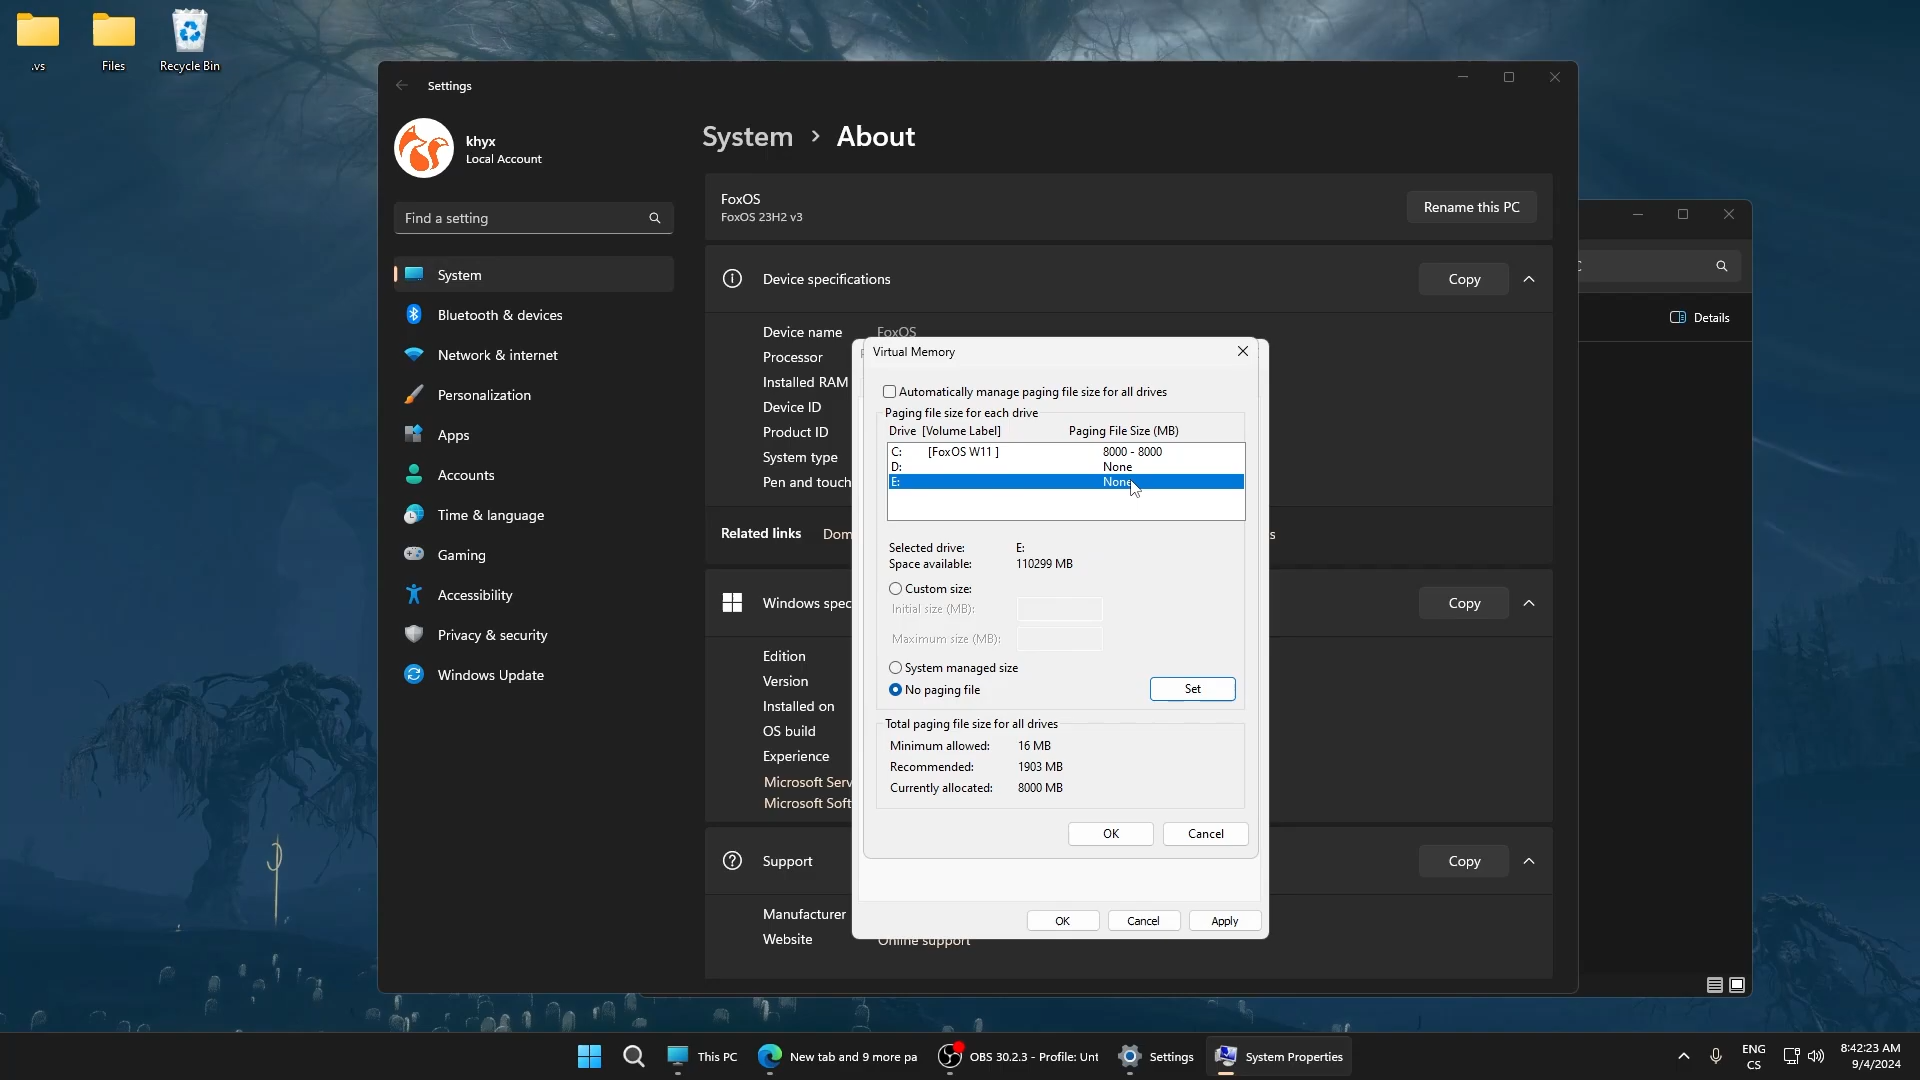 .vs
Files
Recycle Bin
Settings
khyx
Local Account
Find a setting
System
Bluetooth & devices
Network & internet
Personalization
Apps
Accounts
Time & language
Gaming
Accessibility
Privacy & security
Windows Update
System > About
FoxOS
FoxOS 23H2 v3
Rename this PC
Device specifications
Copy
Device name FoxOS
Processor
Installed RAM
Device ID
Product ID
System type
Pen and touch
Related links Dom
s
Windows spec
Copy
Edition
Version
Installed on
OS build
Experience
Microsoft Serv
Microsoft Soft
Support
Copy
Manufacturer
Website Online support
Details
Virtual Memory
Automatically manage paging file size for all drives
Paging file size for each drive
Drive [Volume Label] Paging File Size (MB)
C: [FoxOS W11 ] 8000 - 8000
D: None
E: None
Selected drive: E:
Space available: 110299 MB
Custom size:
Initial size (MB):
Maximum size (MB):
System managed size
No paging file
Set
Total paging file size for all drives
Minimum allowed: 16 MB
Recommended: 1903 MB
Currently allocated: 8000 MB
OK Cancel
OK Cancel Apply
This PC
New tab and 9 more pa
OBS 30.2.3 - Profile: Unt
Settings
System Properties
ENG
CS
8:42:23 AM
9/4/2024